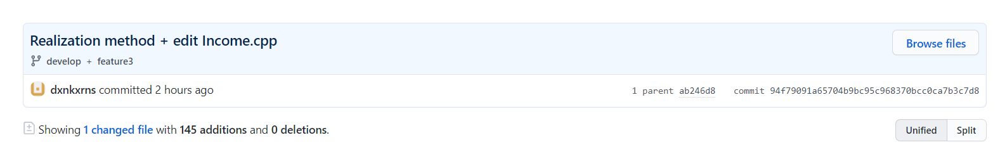 Realization method + edit Income.cpp
Browse files
develop + feature3
dxnkxrns committed 2 hours ago
1 parent ab246d8 commit 94f79091a65704b9bc95c968370bcc0ca7b3c7d8
Showing 1 changed file with 145 additions and 0 deletions.
Unified Split